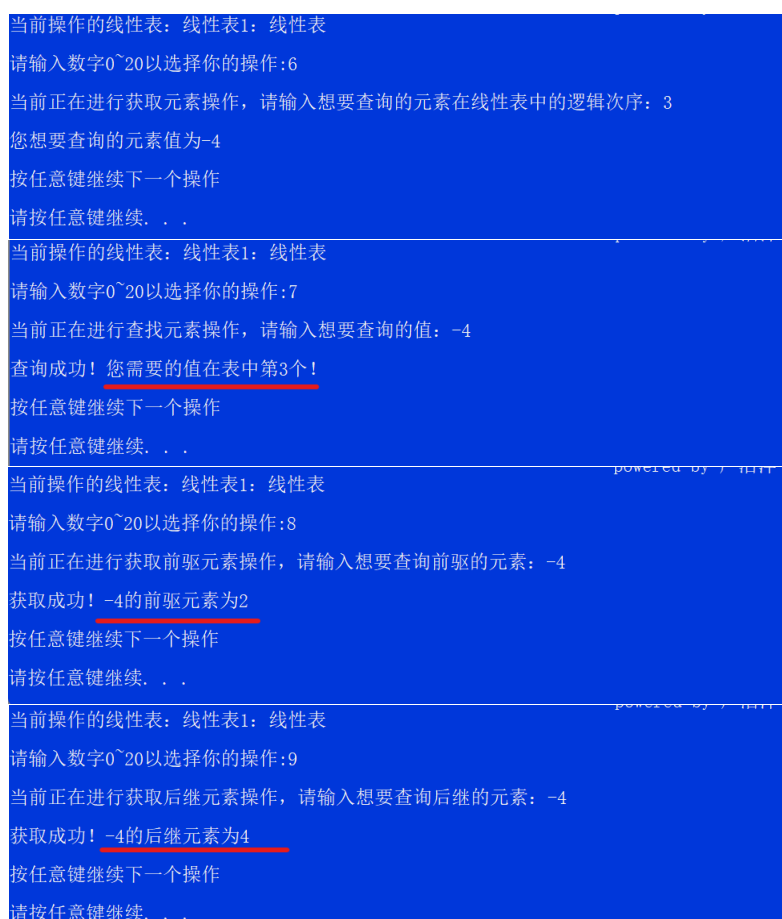 当前操作的线性表：线性表1：线性表
请输入数字0~20以选择你的操作:6
当前正在进行获取元素操作，请输入想要查询的元素在线性表中的逻辑次序：3
您想要查询的元素值为-4
按任意键继续下一个操作
请按任意键继续. . .
当前操作的线性表：线性表1：线性表
请输入数字0~20以选择你的操作:7
当前正在进行查找元素操作，请输入想要查询的值：-4
查询成功！您需要的值在表中第3个！
按任意键继续下一个操作
请按任意键继续. . .
powered by
当前操作的线性表：线性表1：线性表
请输入数字0~20以选择你的操作:8
当前正在进行获取前驱元素操作，请输入想要查询前驱的元素：-4
获取成功！-4的前驱元素为2
按任意键继续下一个操作
请按任意键继续. . .
powered by
当前操作的线性表：线性表1：线性表
请输入数字0~20以选择你的操作:9
当前正在进行获取后继元素操作，请输入想要查询后继的元素：-4
获取成功！-4的后继元素为4
按任意键继续下一个操作
请按任意键继续. . .